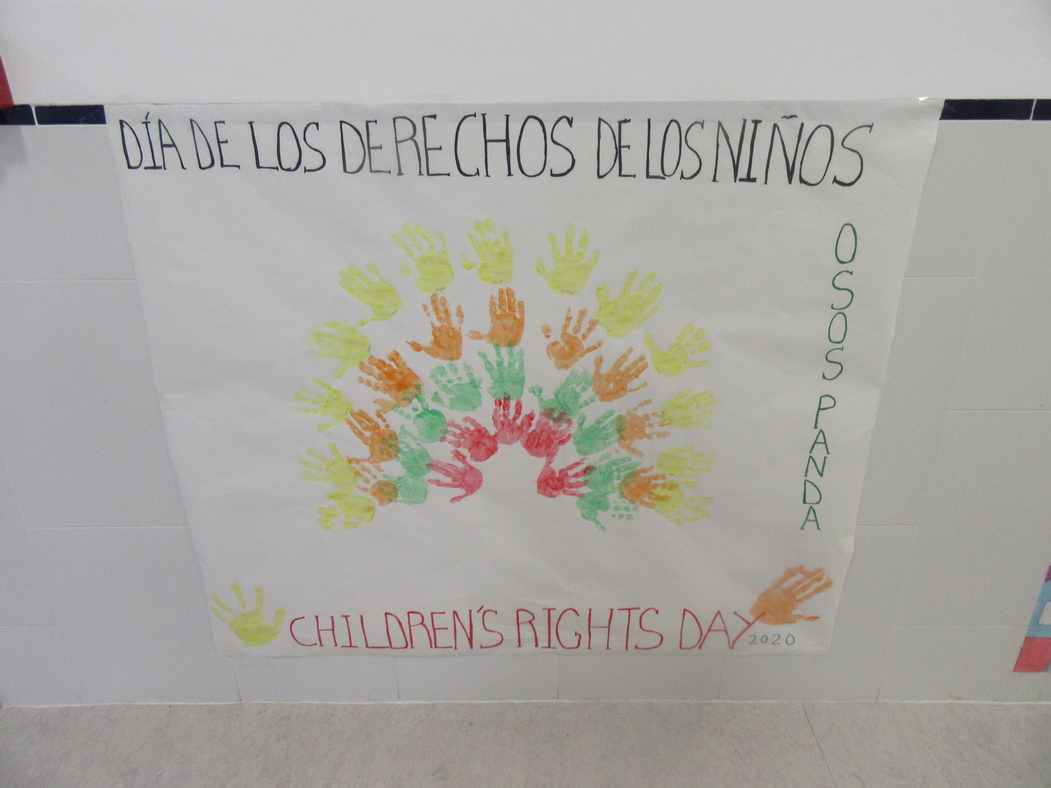 DÍA DE LOS DERECHOS DE LOS NIÑOS
OSOS PANDA
CHILDREN'S RIGHTS DAY
2020